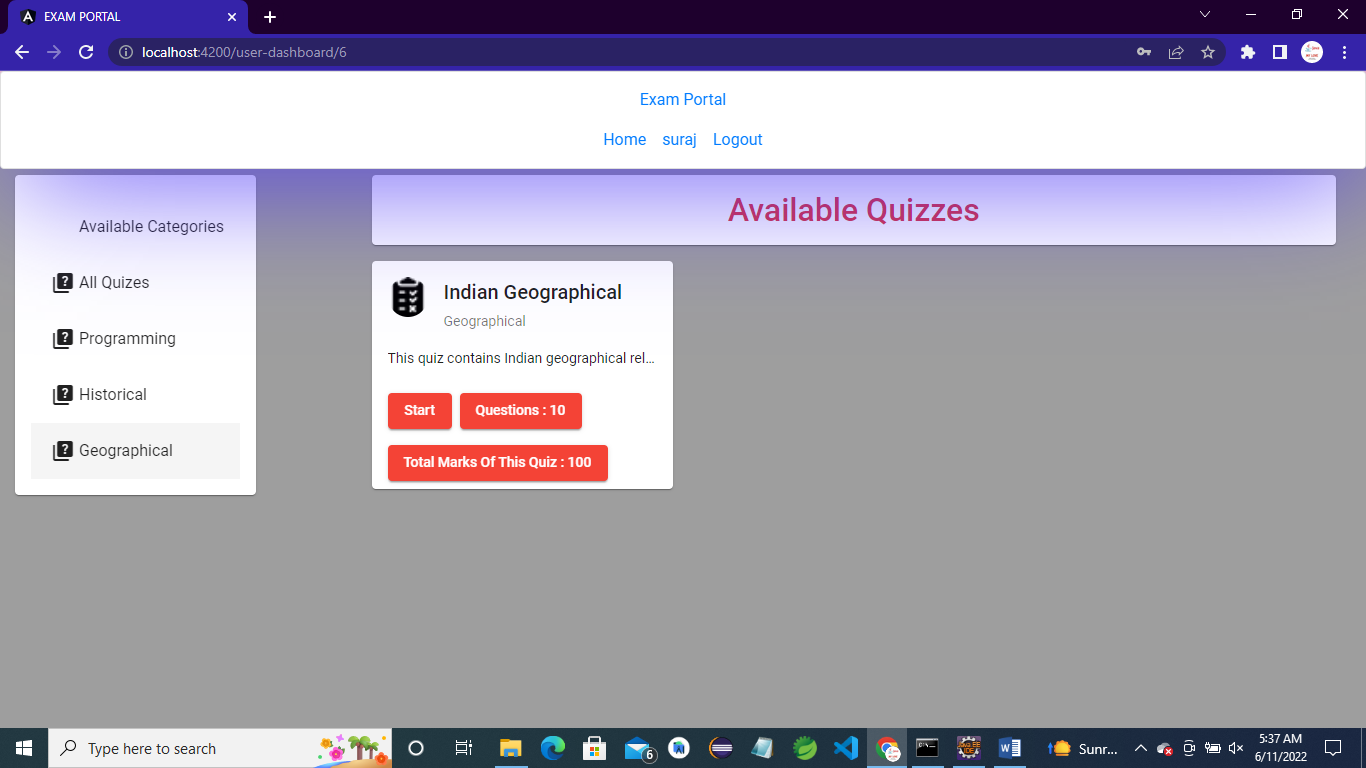 EXAM PORTAL
localhost:4200/user-dashboard/6
Exam Portal
Home suraj Logout
Available Categories
All Quizes
Programming
Historical
Geographical
Available Quizzes
Indian Geographical
Geographical
This quiz contains Indian geographical rel...
Start Questions : 10
Total Marks Of This Quiz : 100
Type here to search
6
Sunr...
5:37 AM
6/11/2022